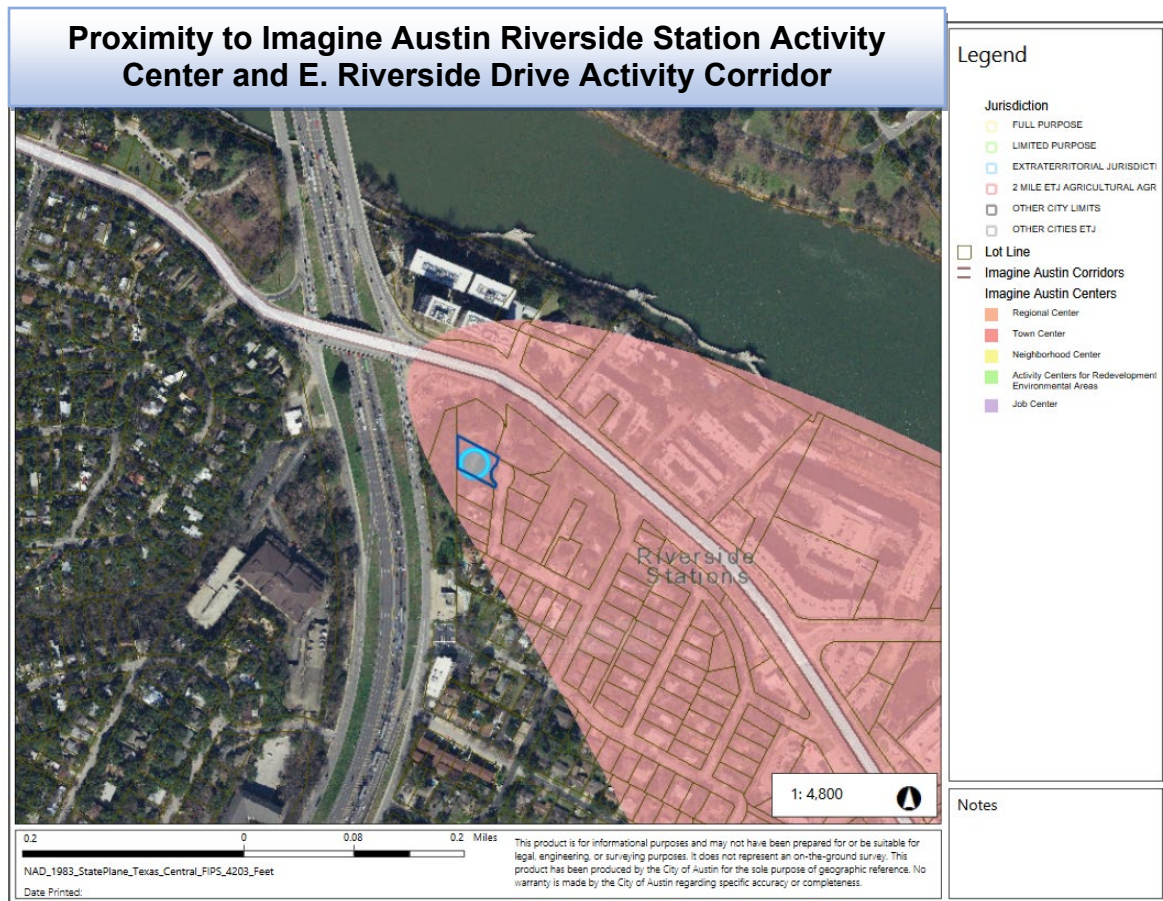 Proximity to Imagine Austin Riverside Station Activity
Center and E. Riverside Drive Activity Corridor
Riverside
Stations
1: 4,800
Legend
Jurisdiction
FULL PURPOSE
LIMITED PURPOSE
EXTRATERRITORIAL JURISDICTI
2 MILE ETJ AGRICULTURAL AGR
OTHER CITY LIMITS
OTHER CITIES ETJ
Lot Line
Imagine Austin Corridors
Imagine Austin Centers
Regional Center
Town Center
Neighborhood Center
Activity Centers for Redevelopment
Environmental Areas
Job Center
Notes
0.2 0 0.08 0.2 Miles
NAD_1983_StatePlane_Texas_Central_FIPS_4203_Feet
Date Printed:
This product is for informational purposes and may not have been prepared for or be suitable for
legal, engineering, or surveying purposes. It does not represent an on-the-ground survey. This
product has been produced by the City of Austin for the sole purpose of geographic reference. No
warranty is made by the City of Austin regarding specific accuracy or completeness.